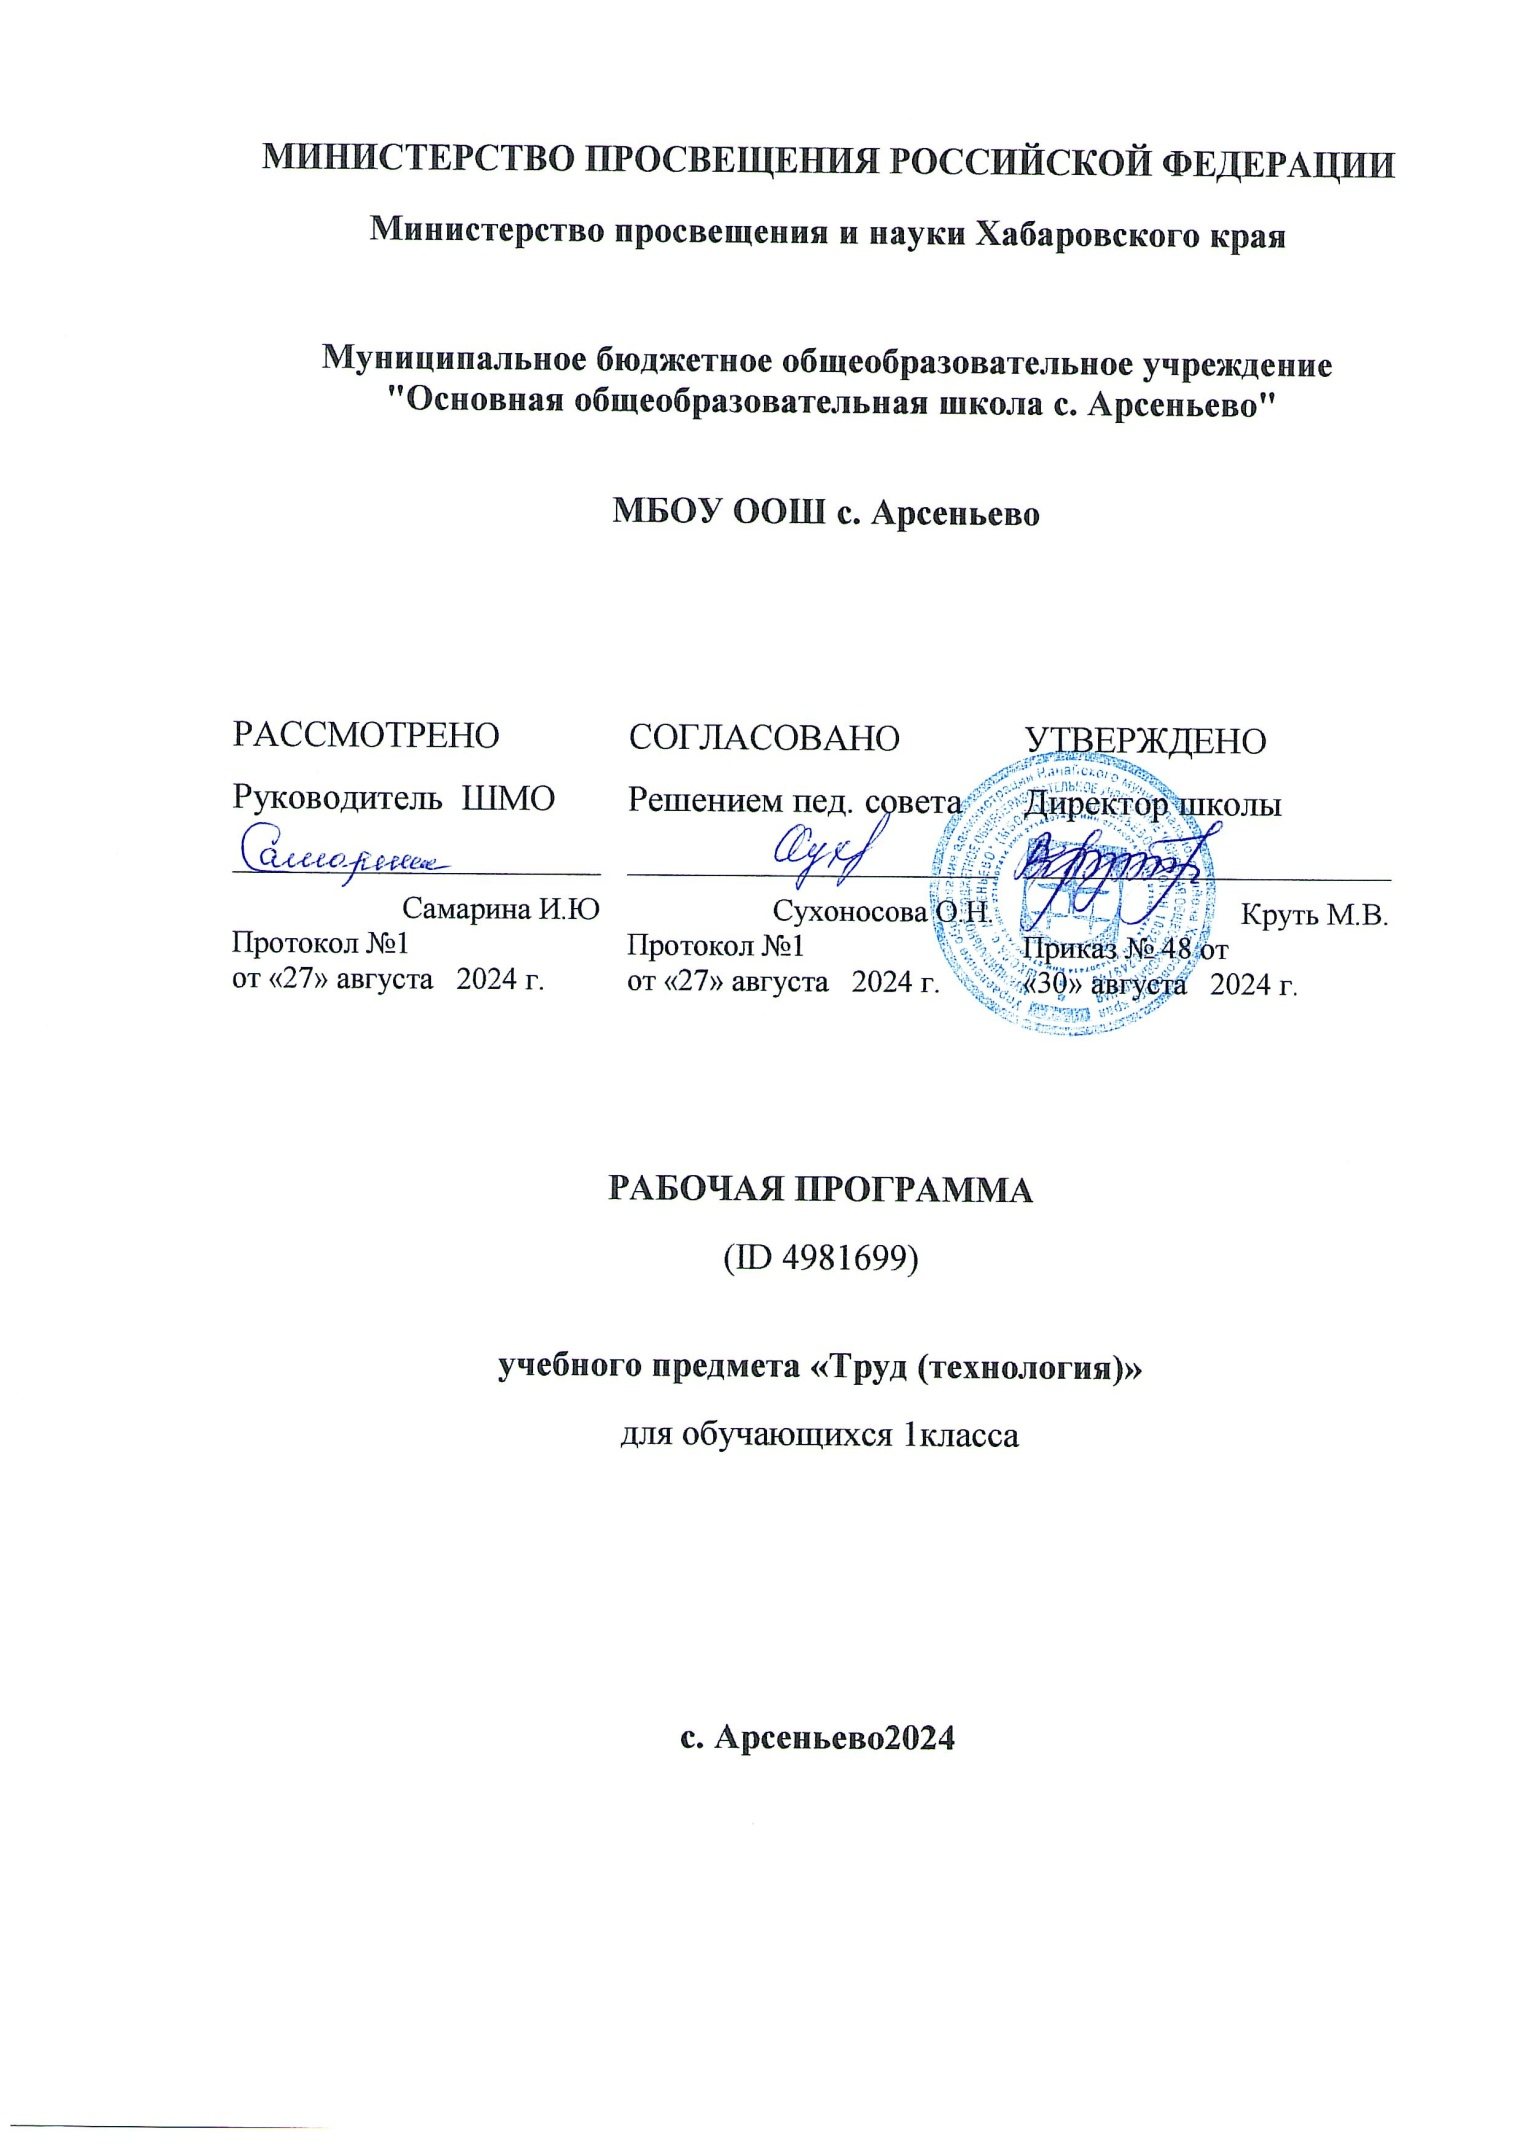 МИНИСТЕРСТВО ПРОСВЕЩЕНИЯ РОССИЙСКОЙ ФЕДЕРАЦИИ
Министерство просвещения и науки Хабаровского края
Муниципальное бюджетное общеобразовательное учреждение
"Основная общеобразовательная школа с. Арсеньево"
МБОУ ООШ с. Арсеньево
РАССМОТРЕНО
Руководитель ШМО
Самарина И.Ю
Протокол №1
от «27» августа 2024 г.
СОГЛАСОВАНО
Решением пед. совета
Сухоносова О.Н.
Протокол №1
от «27» августа 2024 г.
УТВЕРЖДЕНО
Директор школы
Круть М.В.
Приказ № 48 от
«30» августа 2024 г.
РАБОЧАЯ ПРОГРАММА
(ID 4981699)
учебного предмета «Труд (технология)»
для обучающихся 1класса
с. Арсеньево2024